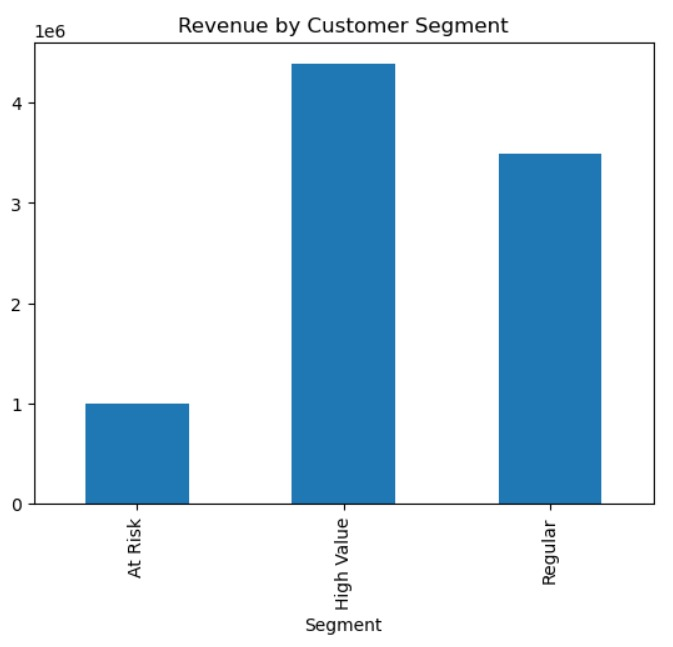 Revenue by Customer Segment
1e6
4
3
2
1
0
At Risk
High Value
Regular
Segment